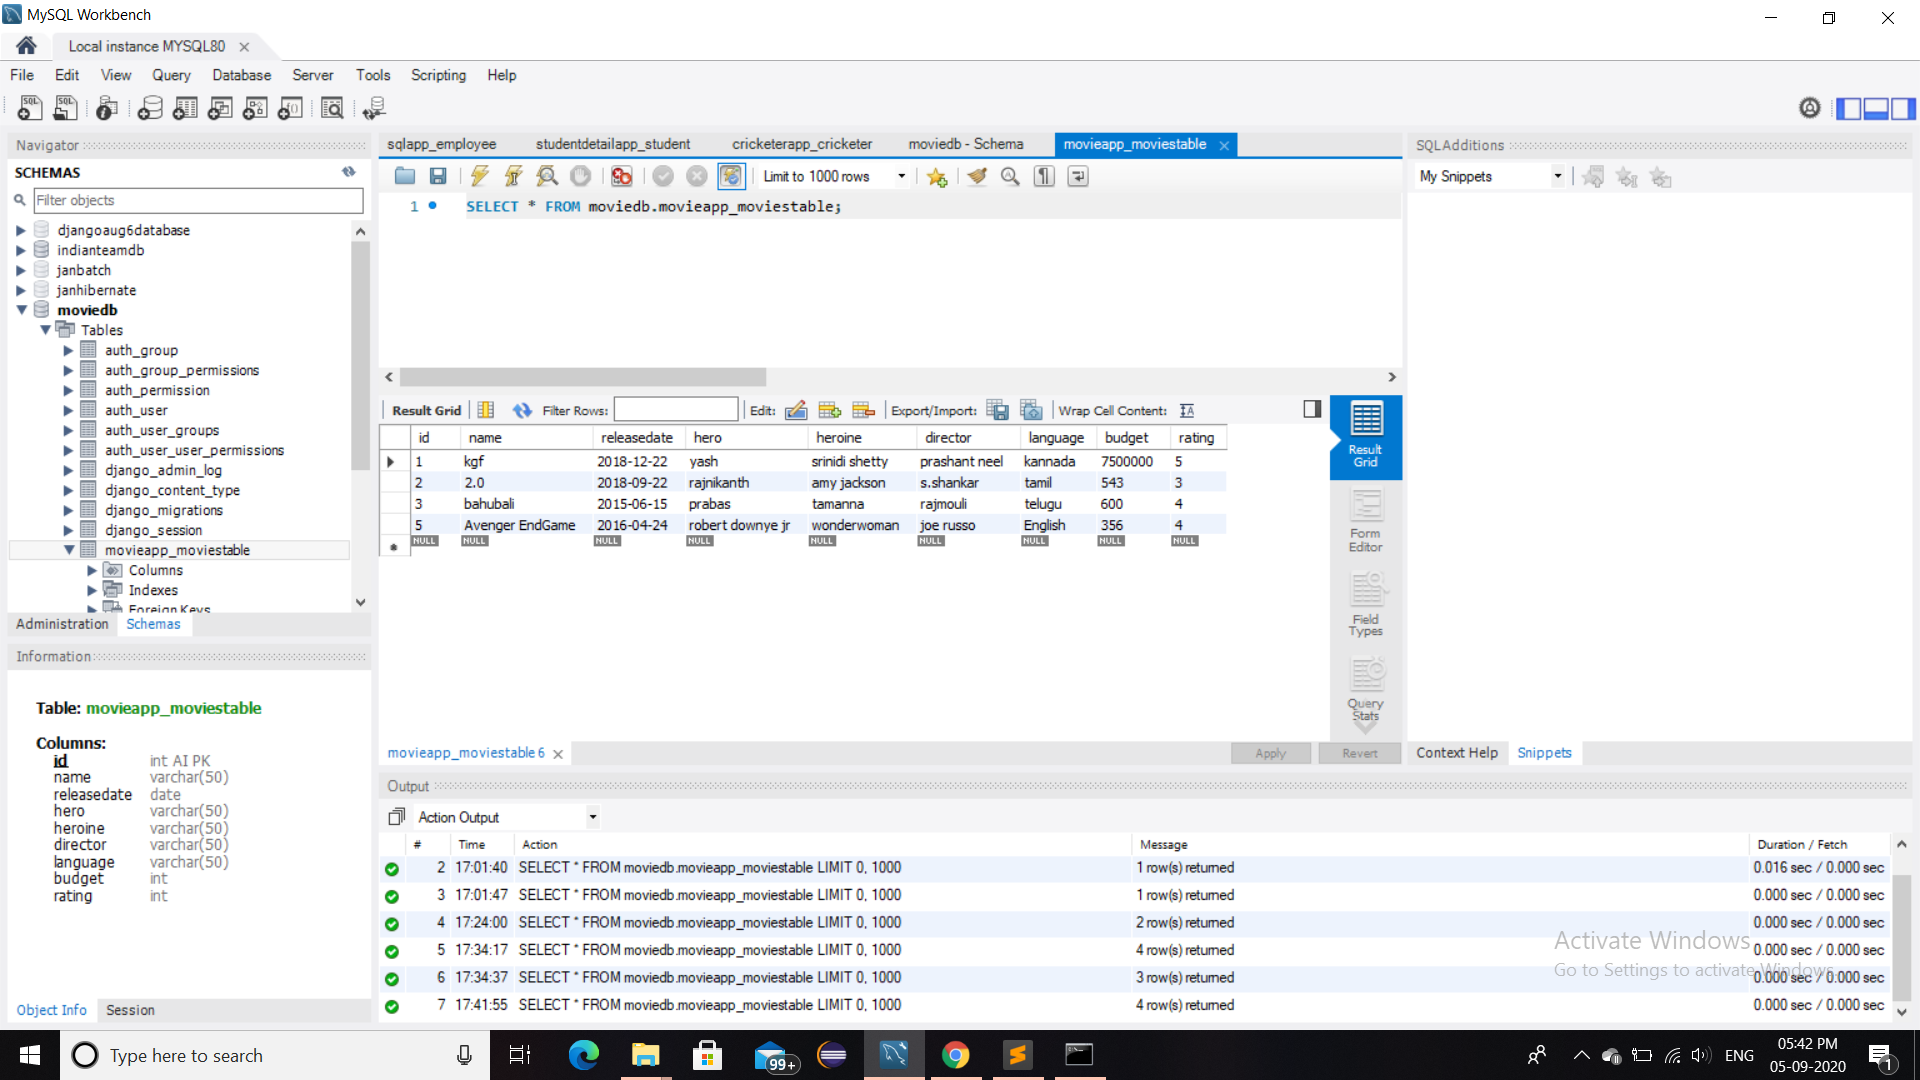 MySQL Workbench
Local instance MYSQL80
File Edit View Query Database Server Tools Scripting Help
Navigator
SCHEMAS
Filter objects
djangoaug6database
indianteamdb
janbatch
janhibernate
moviedb
Tables
auth_group
auth_group_permissions
auth_permission
auth_user
auth_user_groups
auth_user_user_permissions
django_admin_log
django_content_type
django_migrations
django_session
movieapp_moviestable
Columns
Indexes
Foreign Keys
Administration Schemas
Information
Table: movieapp_moviestable
Columns:
id int AI PK
name varchar(50)
releasedate date
hero varchar(50)
heroine varchar(50)
director varchar(50)
language varchar(50)
budget int
rating int
Object Info Session
sqlapp_employee studentdetailapp_student cricketerapp_cricketer moviedb - Schema movieapp_moviestable
Limit to 1000 rows
1 SELECT * FROM moviedb.movieapp_moviestable;
Result Grid Filter Rows: Edit: Export/Import: Wrap Cell Content: IA
id name releasedate hero heroine director language budget rating
1 kgf 2018-12-22 yash srinidi shetty prashant neel kannada 7500000 5
2 2.0 2018-09-22 rajnikanth amy jackson s.shankar tamil 543 3
3 bahubali 2015-06-15 prabas tamanna rajmouli telugu 600 4
5 Avenger EndGame 2016-04-24 robert downye jr wonderwoman joe russo English 356 4
NULL NULL NULL NULL NULL NULL NULL NULL NULL
Result Grid
Form Editor
Field Types
Query Stats
movieapp_moviestable 6
Apply Revert
SQLAdditions
My Snippets
Context Help Snippets
Output
Action Output
# Time Action Message Duration / Fetch
2 17:01:40 SELECT * FROM moviedb.movieapp_moviestable LIMIT 0, 1000 1 row(s) returned 0.016 sec / 0.000 sec
3 17:01:47 SELECT * FROM moviedb.movieapp_moviestable LIMIT 0, 1000 1 row(s) returned 0.000 sec / 0.000 sec
4 17:24:00 SELECT * FROM moviedb.movieapp_moviestable LIMIT 0, 1000 2 row(s) returned 0.000 sec / 0.000 sec
5 17:34:17 SELECT * FROM moviedb.movieapp_moviestable LIMIT 0, 1000 4 row(s) returned 0.000 sec / 0.000 sec
6 17:34:37 SELECT * FROM moviedb.movieapp_moviestable LIMIT 0, 1000 3 row(s) returned 0.000 sec / 0.000 sec
7 17:41:55 SELECT * FROM moviedb.movieapp_moviestable LIMIT 0, 1000 4 row(s) returned 0.000 sec / 0.000 sec
Activate Windows
Go to Settings to activate Windows.
Type here to search
99+
ENG
05:42 PM
05-09-2020
1